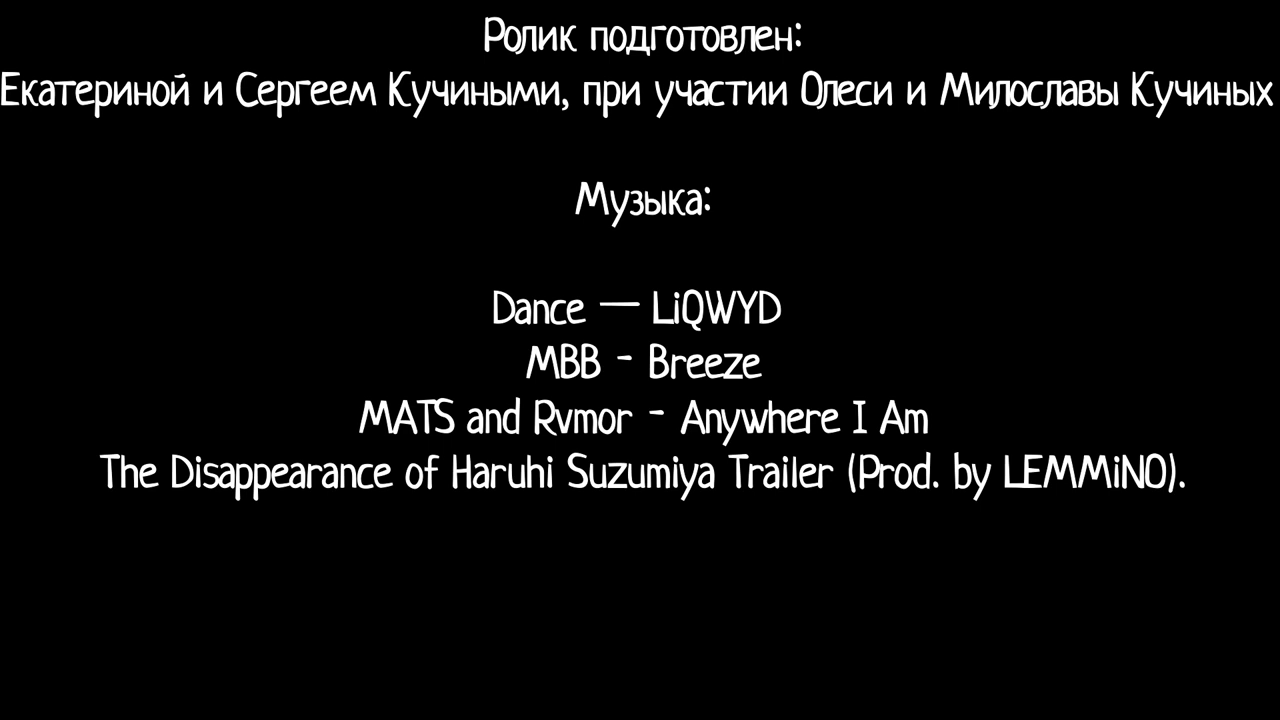 Ролик подготовлен:
Екатериной и Сергеем Кучиными, при участии Олеси и Милославы Кучиных
Музыка:
Dance — LiQWYD
MBB - Breeze
MATS and Rvmor - Anywhere I Am
The Disappearance of Haruhi Suzumiya Trailer (Prod. by LEMMiNO).